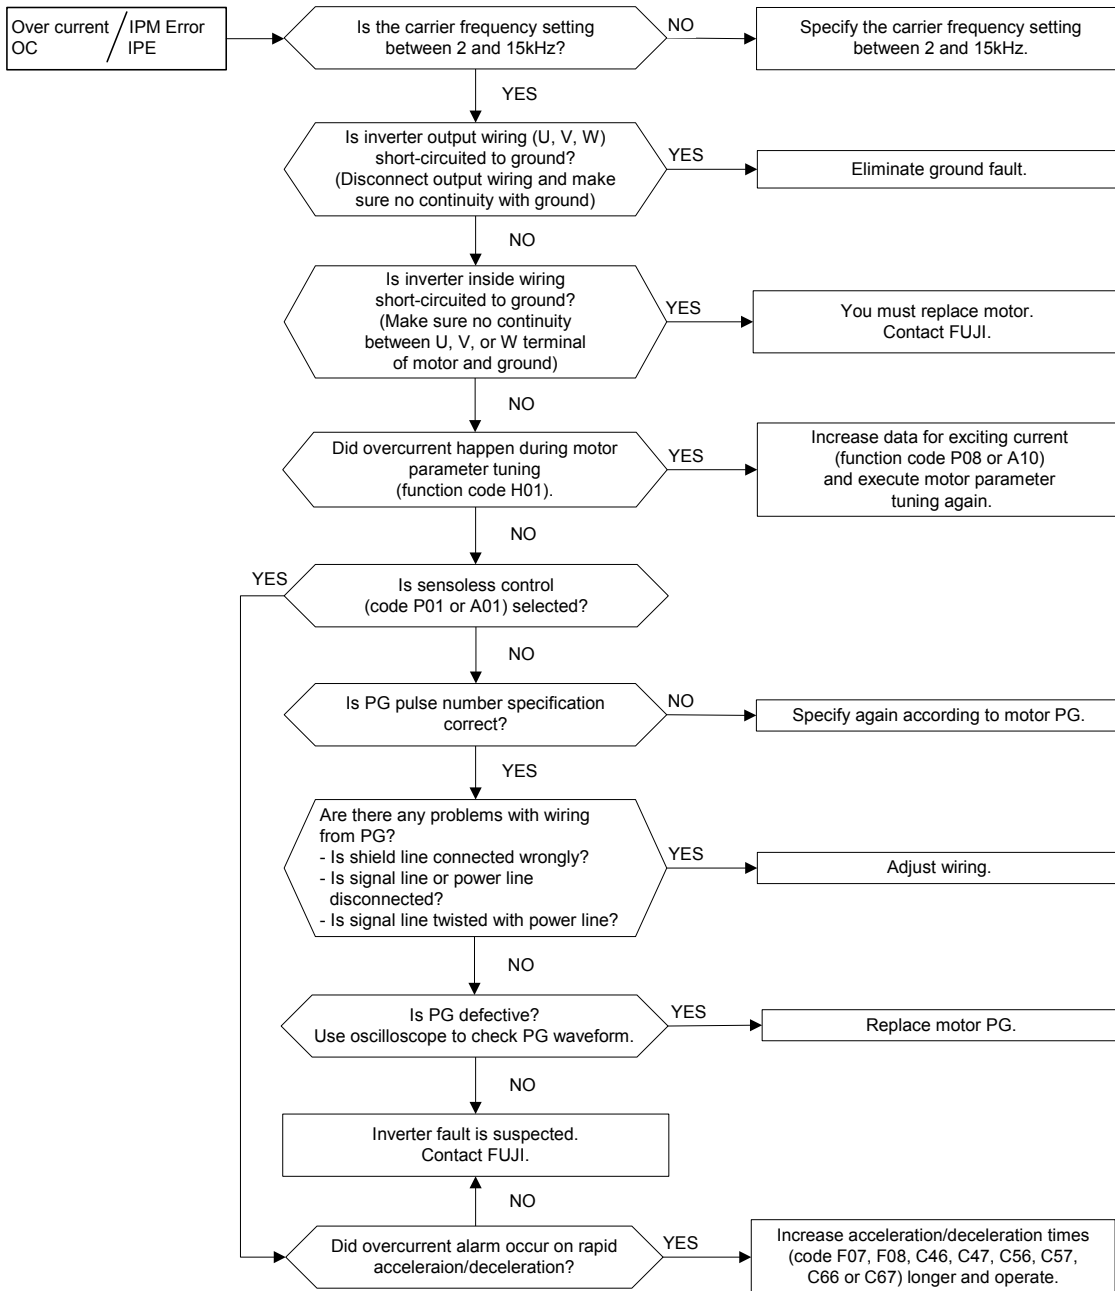 Over current / IPM Error
OC IPE
Is the carrier frequency setting
between 2 and 15kHz?
NO
Specify the carrier frequency setting
between 2 and 15kHz.
YES
Is inverter output wiring (U, V, W)
short-circuited to ground?
(Disconnect output wiring and make
sure no continuity with ground)
YES
Eliminate ground fault.
NO
Is inverter inside wiring
short-circuited to ground?
(Make sure no continuity
between U, V, or W terminal
of motor and ground)
YES
You must replace motor.
Contact FUJI.
NO
Did overcurrent happen during motor
parameter tuning
(function code H01).
YES
Increase data for exciting current
(function code P08 or A10)
and execute motor parameter
tuning again.
NO
YES
Is sensoless control
(code P01 or A01) selected?
NO
Is PG pulse number specification
correct?
NO
Specify again according to motor PG.
YES
Are there any problems with wiring
from PG?
- Is shield line connected wrongly?
- Is signal line or power line
disconnected?
- Is signal line twisted with power line?
YES
Adjust wiring.
NO
Is PG defective?
Use oscilloscope to check PG waveform.
YES
Replace motor PG.
NO
Inverter fault is suspected.
Contact FUJI.
NO
Did overcurrent alarm occur on rapid
acceleraion/deceleration?
YES
Increase acceleration/deceleration times
(code F07, F08, C46, C47, C56, C57,
C66 or C67) longer and operate.